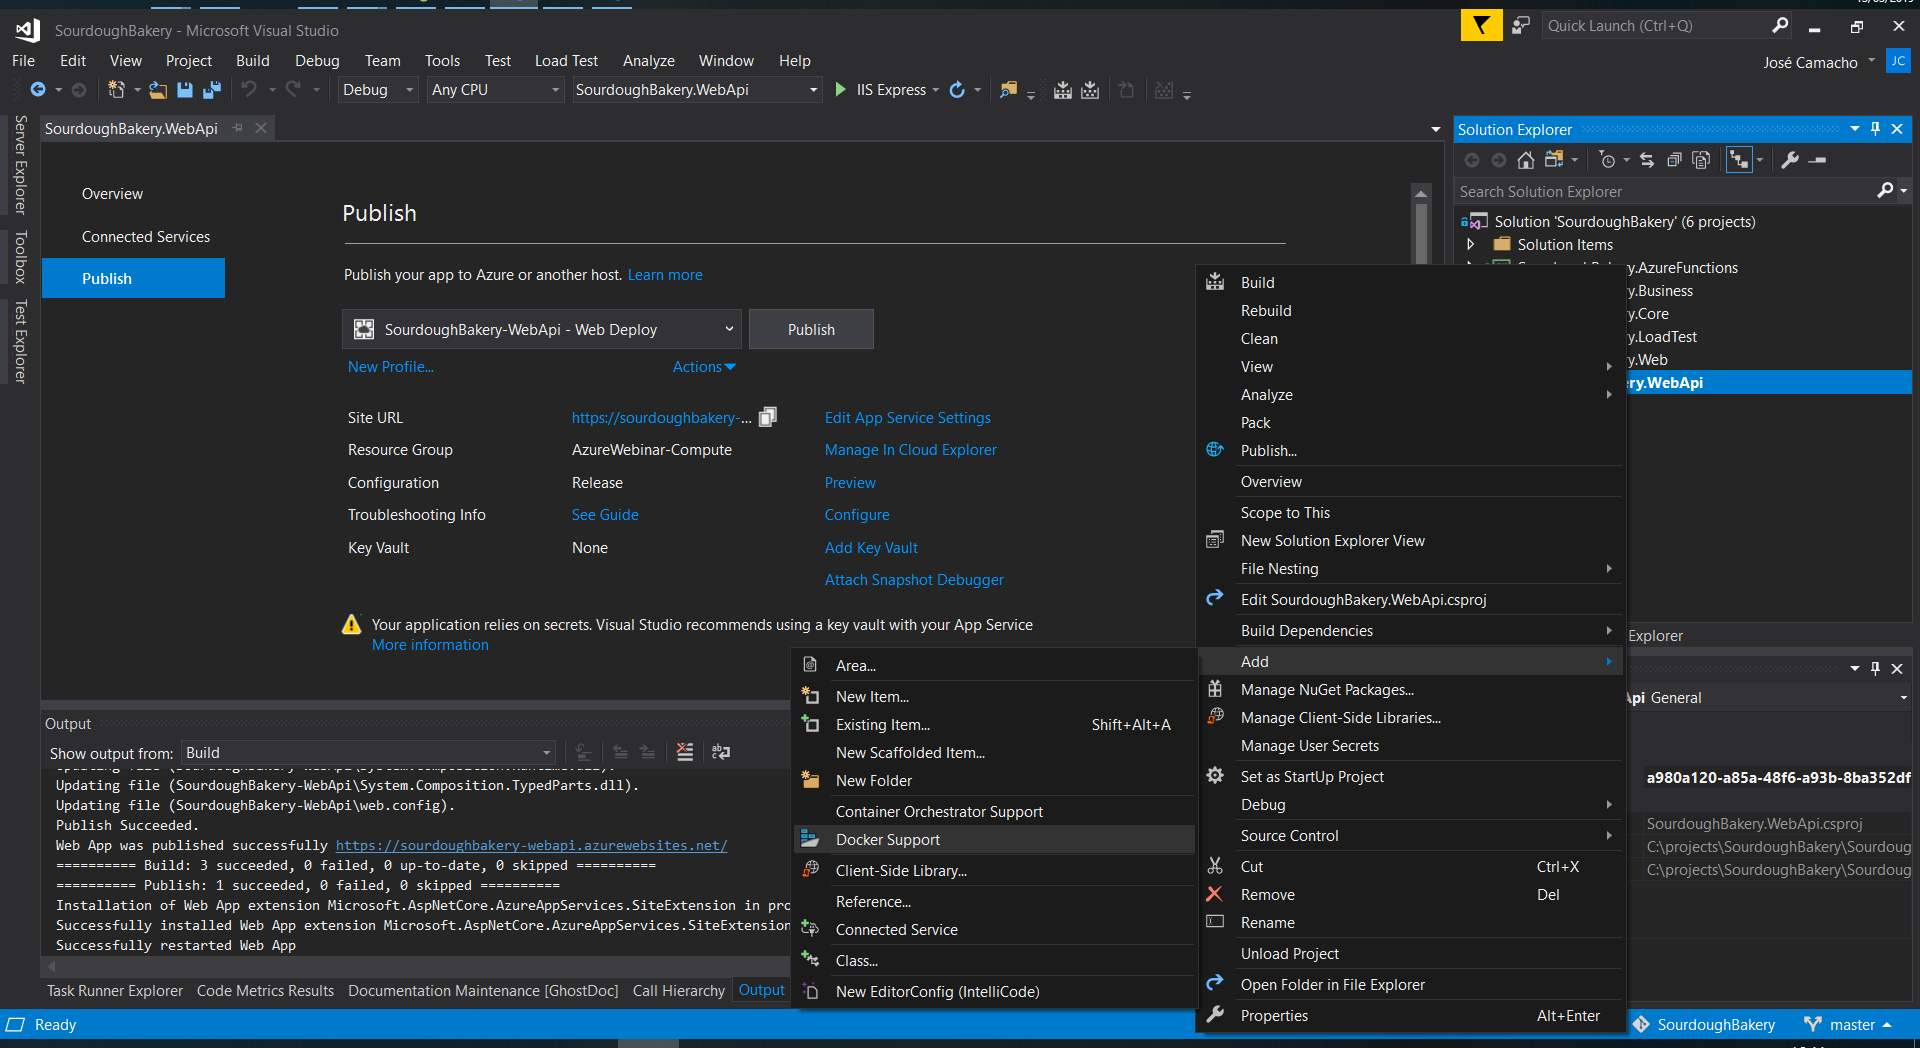 SourdoughBakery - Microsoft Visual Studio
Quick Launch (Ctrl+Q)
File Edit View Project Build Debug Team Tools Test Load Test Analyze Window Help
José Camacho JC
Debug Any CPU SourdoughBakery.WebApi IIS Express
Server Explorer
Toolbox
Test Explorer
SourdoughBakery.WebApi
Overview
Connected Services
Publish
Publish
Publish your app to Azure or another host. Learn more
SourdoughBakery-WebApi - Web Deploy Publish
New Profile... Actions
Site URL https://sourdoughbakery-... Edit App Service Settings
Resource Group AzureWebinar-Compute Manage In Cloud Explorer
Configuration Release Preview
Troubleshooting Info See Guide Configure
Key Vault None Add Key Vault
Attach Snapshot Debugger
Your application relies on secrets. Visual Studio recommends using a key vault with your App Service
More information
Output
Show output from: Build
Updating file (SourdoughBakery-WebApi\System.Composition.TypedParts.dll).
Updating file (SourdoughBakery-WebApi\web.config).
Publish Succeeded.
Web App was published successfully https://sourdoughbakery-webapi.azurewebsites.net/
========== Build: 3 succeeded, 0 failed, 0 up-to-date, 0 skipped ==========
========== Publish: 1 succeeded, 0 failed, 0 skipped ==========
Installation of Web App extension Microsoft.AspNetCore.AzureAppServices.SiteExtension in pro
Successfully installed Web App extension Microsoft.AspNetCore.AzureAppServices.SiteExtension
Successfully restarted Web App
Task Runner Explorer Code Metrics Results Documentation Maintenance [GhostDoc] Call Hierarchy Output
Ready
Area...
New Item...
Existing Item... Shift+Alt+A
New Scaffolded Item...
New Folder
Container Orchestrator Support
Docker Support
Client-Side Library...
Reference...
Connected Service
Class...
New EditorConfig (IntelliCode)
Build
Rebuild
Clean
View
Analyze
Pack
Publish...
Overview
Scope to This
New Solution Explorer View
File Nesting
Edit SourdoughBakery.WebApi.csproj
Build Dependencies
Add
Manage NuGet Packages...
Manage Client-Side Libraries...
Manage User Secrets
Set as StartUp Project
Debug
Source Control
Cut Ctrl+X
Remove Del
Rename
Unload Project
Open Folder in File Explorer
Properties Alt+Enter
Solution Explorer
Search Solution Explorer
Solution 'SourdoughBakery' (6 projects)
Solution Items
.AzureFunctions
y.Business
y.Core
y.LoadTest
y.Web
ry.WebApi
Explorer
Api General
a980a120-a85a-48f6-a93b-8ba352df
SourdoughBakery.WebApi.csproj
C:\projects\SourdoughBakery\Sourdoug
C:\projects\SourdoughBakery\Sourdoug
SourdoughBakery master